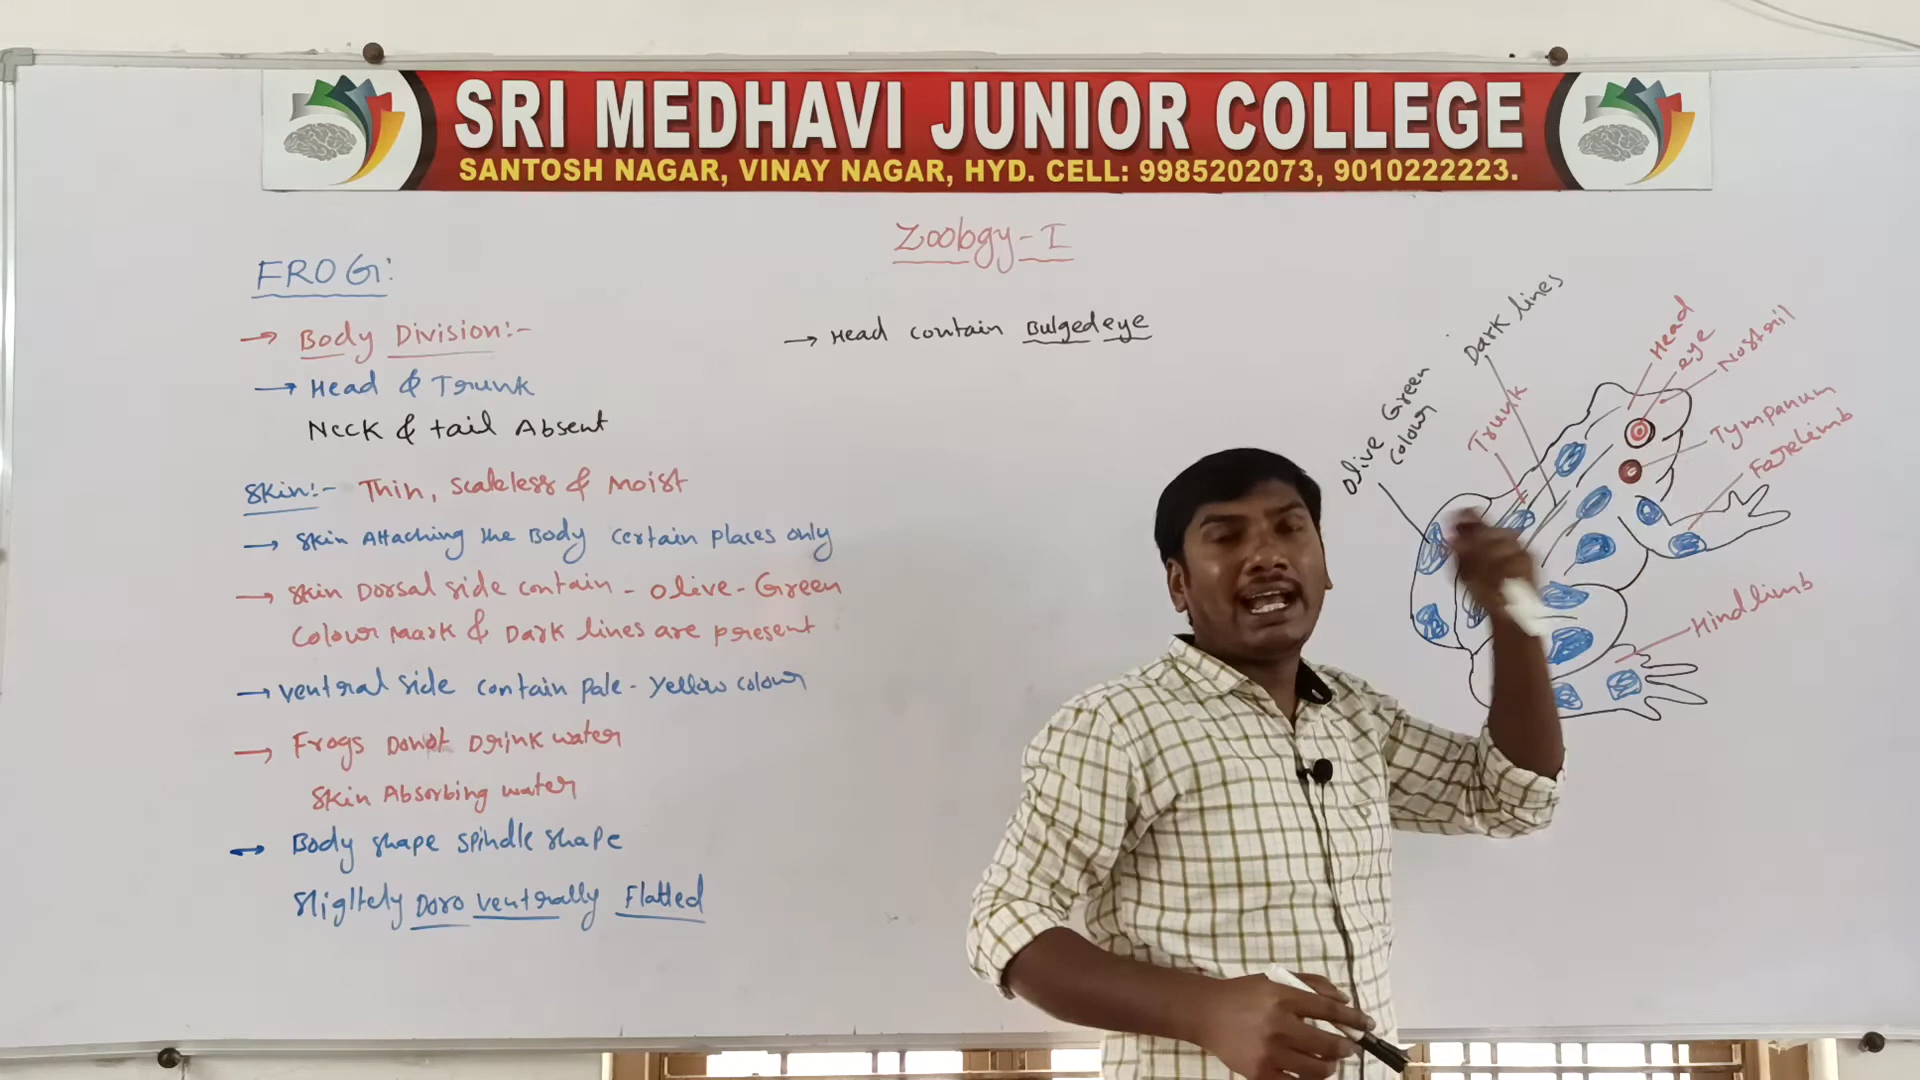 SRI MEDHAVI JUNIOR COLLEGE
SANTOSH NAGAR, VINAY NAGAR, HYD. CELL: 9985202073, 9010222223.
Zoology-I
FROG:
→ Body Division:-
→ Head & Trunk
Neck & tail Absent
Skin:- Thin, Scaleless & Moist
→ Skin Attaching the Body certain places only
→ Skin Dorsal side contain - olive - Green
Colour Mark & Dark lines are present
→ ventral side contain pale - yellow colour
→ Frogs Donot Drink water
Skin Absorbing water
→ Body shape spindle shape
Sligltely Doro ventrally Flatted
→ Head contain Bulgedeye
Olive Green
colour
Dark lines
Trunk
Head
eye
Nostril
Tympanum
Forelimb
Hindlimb